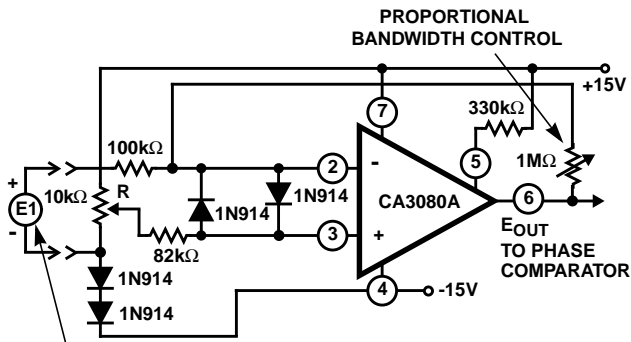 PROPORTIONAL
BANDWIDTH CONTROL
+15V
7
330kΩ
100kΩ
2
-
5
1MΩ
+
E1
-
10kΩ
R
1N914
1N914
CA3080A
6
82kΩ
3
+
EOUT
TO PHASE
COMPARATOR
1N914
1N914
4
-15V